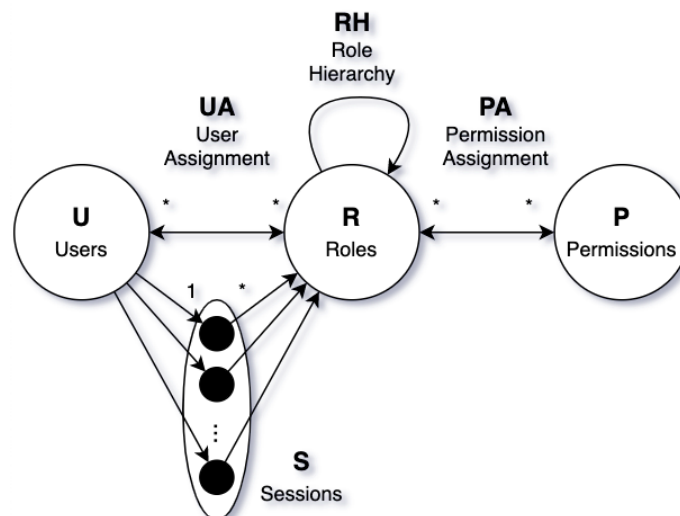 RH
Role
Hierarchy
UA
User
Assignment
PA
Permission
Assignment
U
Users
*
*
R
Roles
*
*
P
Permissions
1
*
...
S
Sessions